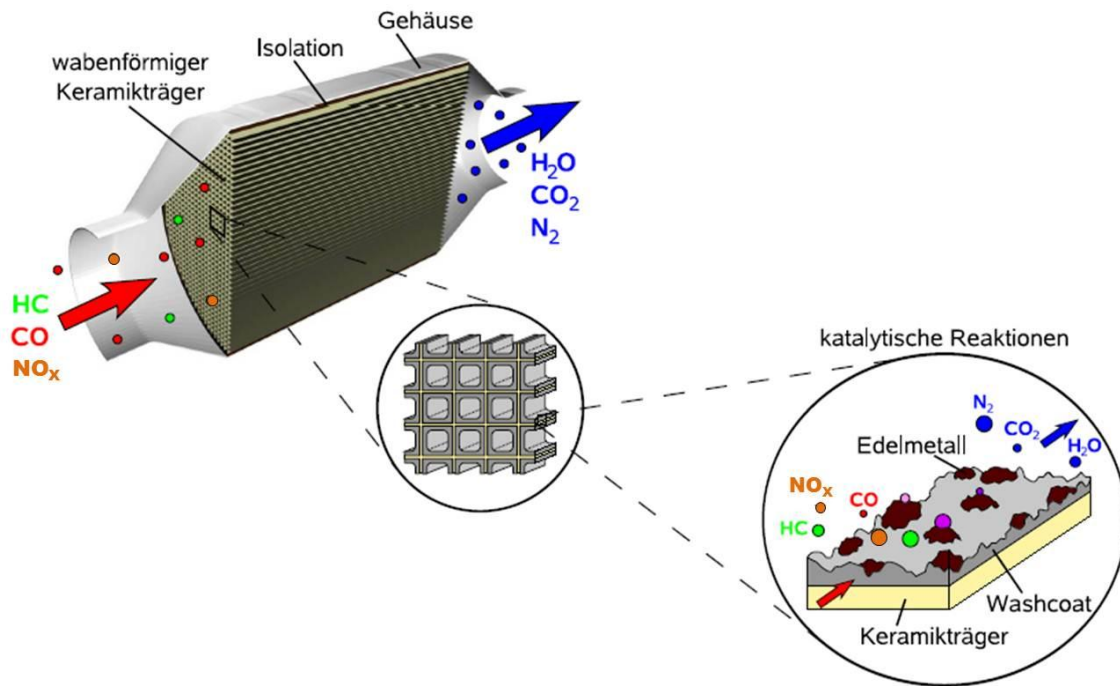 Gehäuse
Isolation
wabenförmiger
Keramikträger
H₂O
CO₂
N₂
HC
CO
NOₓ
katalytische Reaktionen
N₂
CO₂
H₂O
Edelmetall
NOₓ
CO
HC
Washcoat
Keramikträger